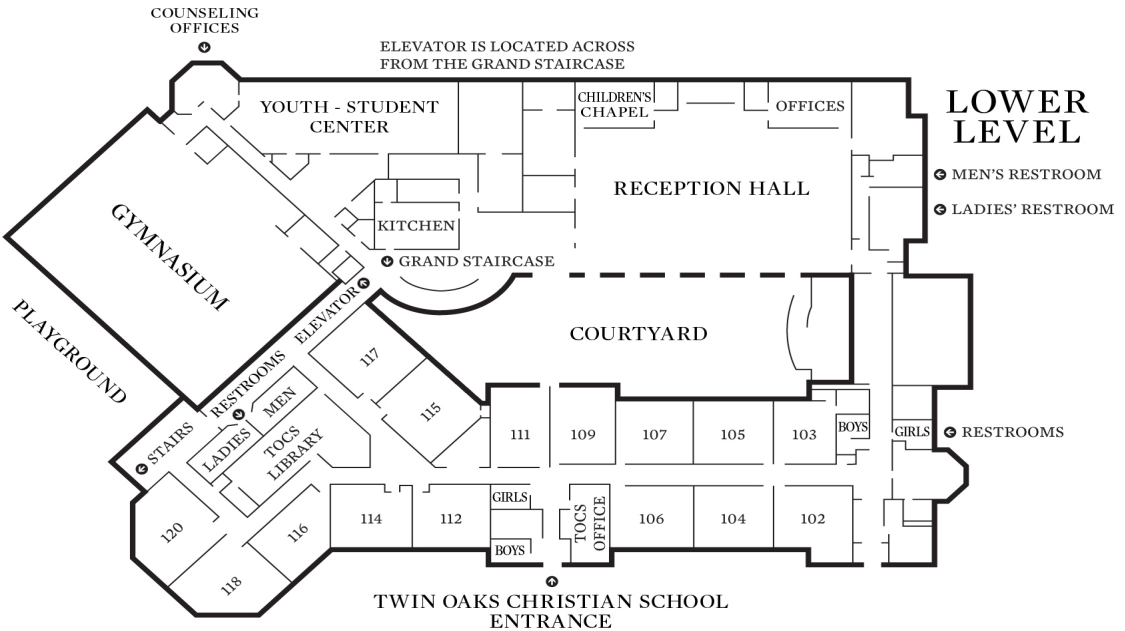 COUNSELING
OFFICES
ELEVATOR IS LOCATED ACROSS
FROM THE GRAND STAIRCASE
YOUTH - STUDENT
CENTER
CHILDREN'S
CHAPEL
OFFICES
LOWER
LEVEL
MEN'S RESTROOM
RECEPTION HALL
LADIES' RESTROOM
GYMNASIUM
KITCHEN
GRAND STAIRCASE
PLAYGROUND
ELEVATOR
COURTYARD
RESTROOMS
117
MEN
115
STAIRS
LADIES
TOCS
LIBRARY
111
109
107
105
103
BOYS
GIRLS
RESTROOMS
120
116
114
112
GIRLS
BOYS
TOCS
OFFICE
106
104
102
118
TWIN OAKS CHRISTIAN SCHOOL
ENTRANCE